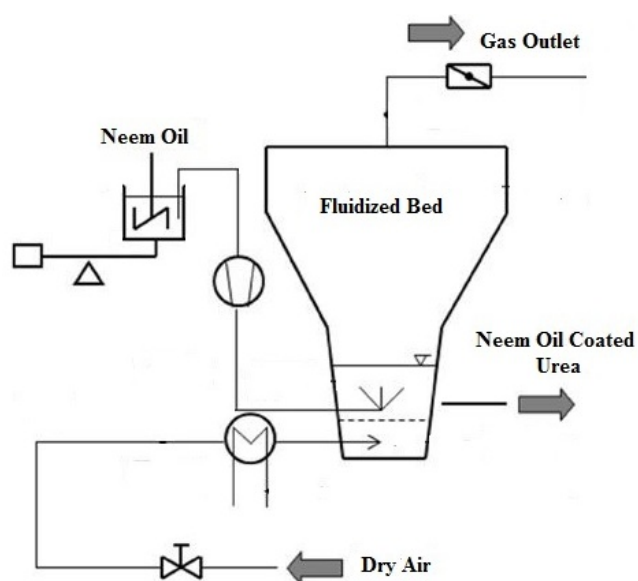 Gas Outlet
Neem Oil
Fluidized Bed
Neem Oil Coated
Urea
Dry Air